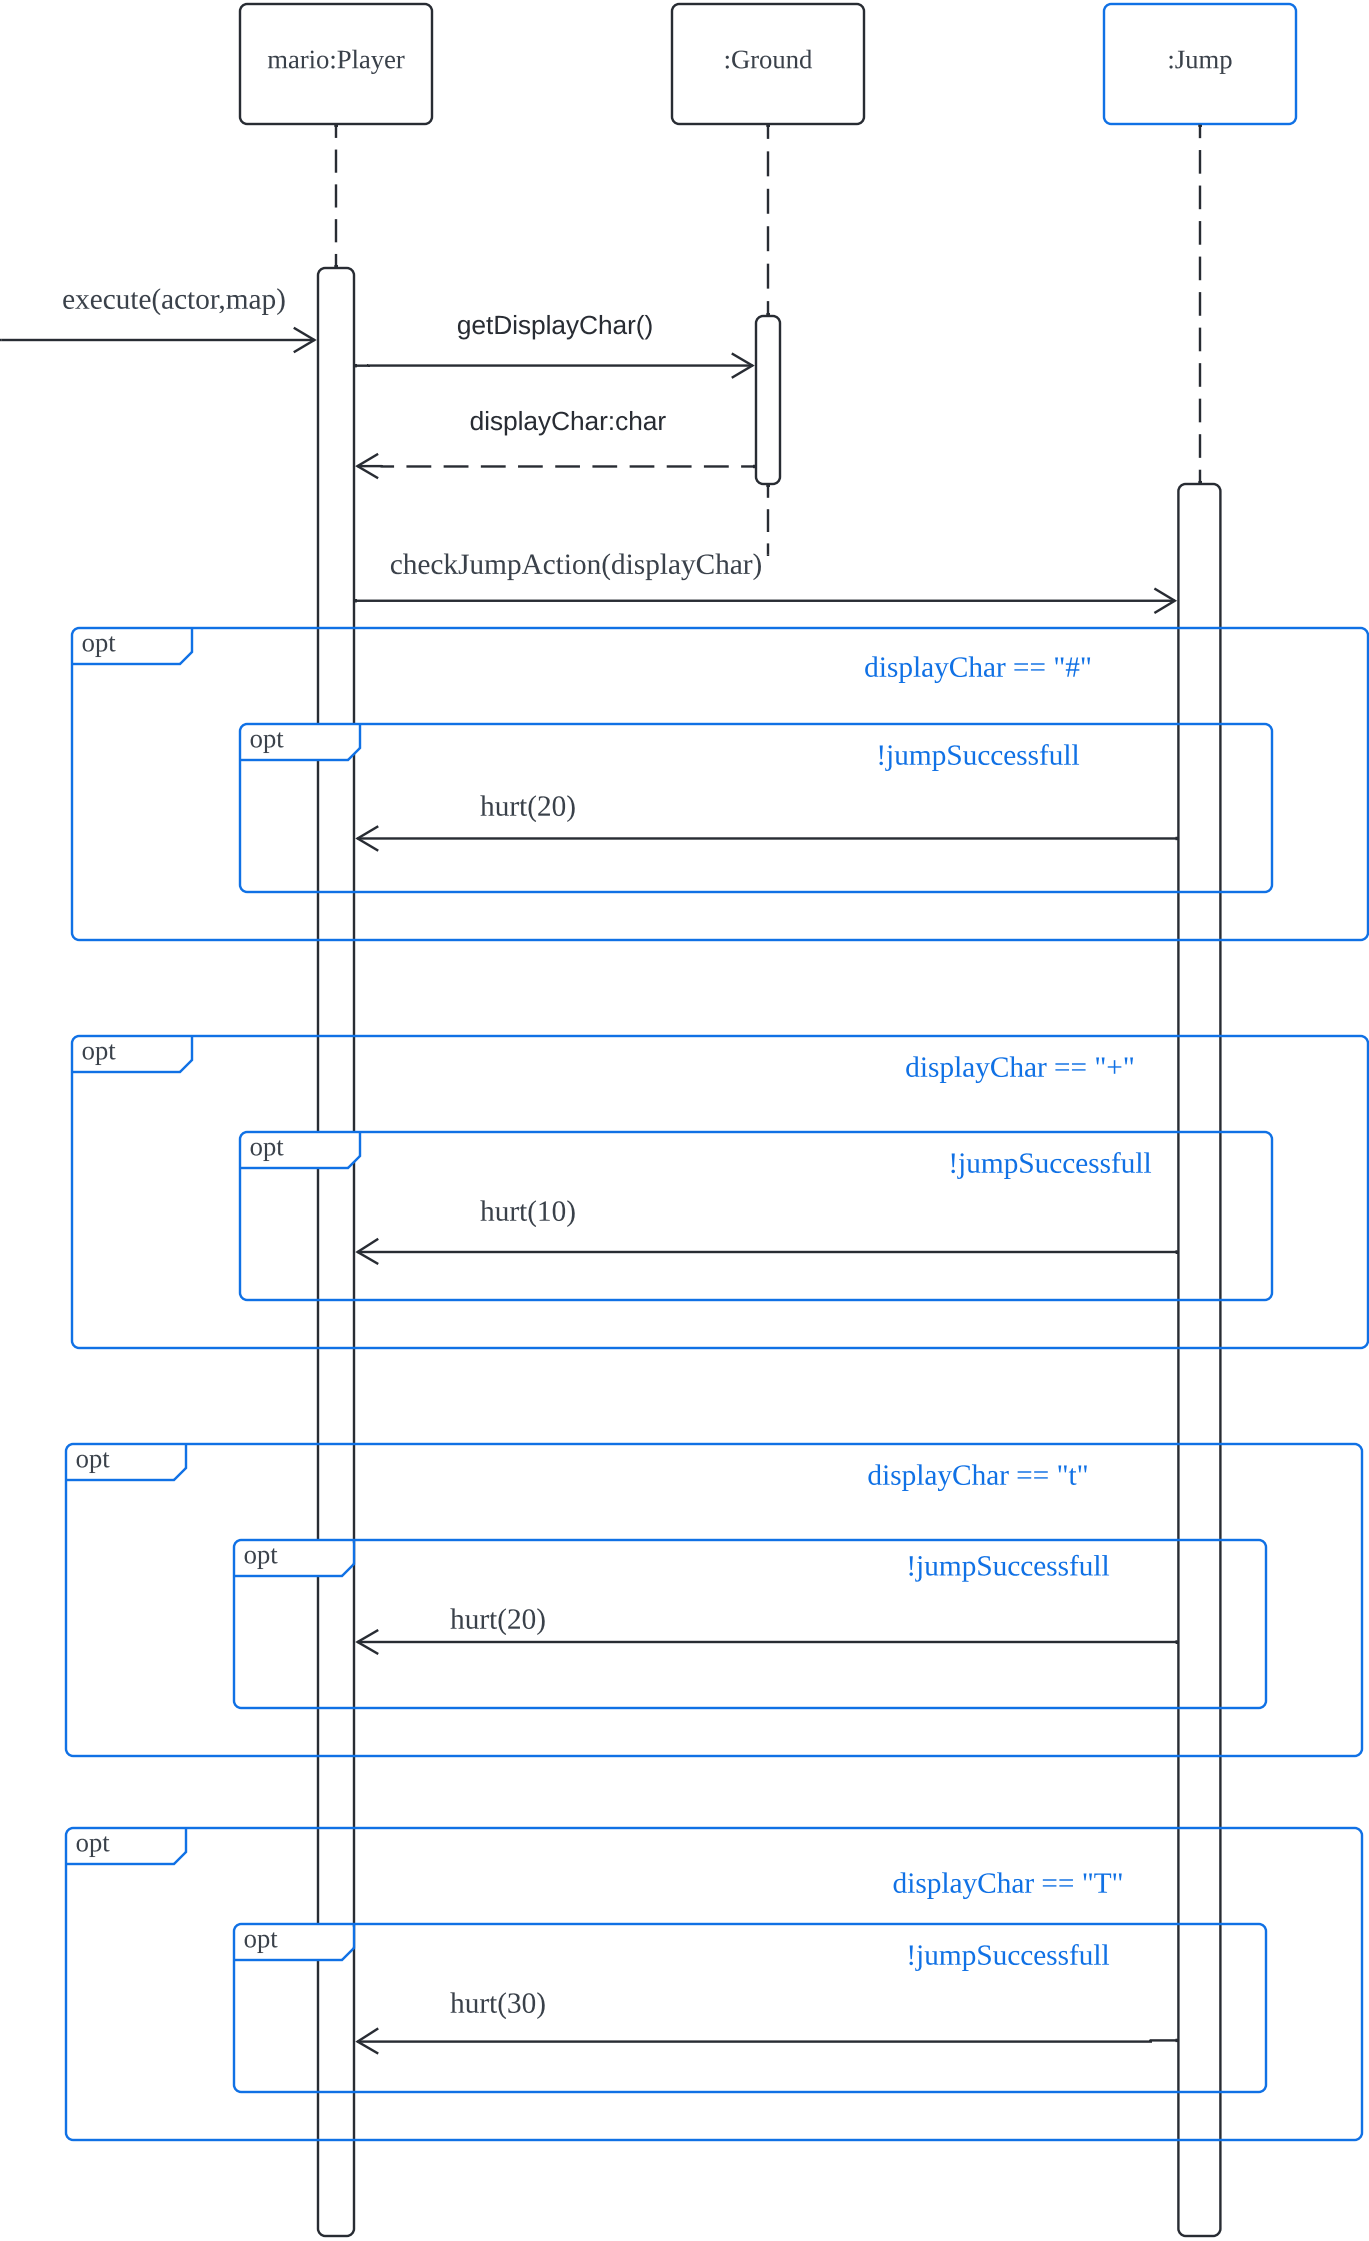 mario:Player
:Ground
:Jump
execute(actor,map)
getDisplayChar()
displayChar:char
checkJumpAction(displayChar)
opt
displayChar == "#"
opt
!jumpSuccessfull
hurt(20)
opt
displayChar == "+"
opt
!jumpSuccessfull
hurt(10)
opt
displayChar == "t"
opt
!jumpSuccessfull
hurt(20)
opt
displayChar == "T"
opt
!jumpSuccessfull
hurt(30)